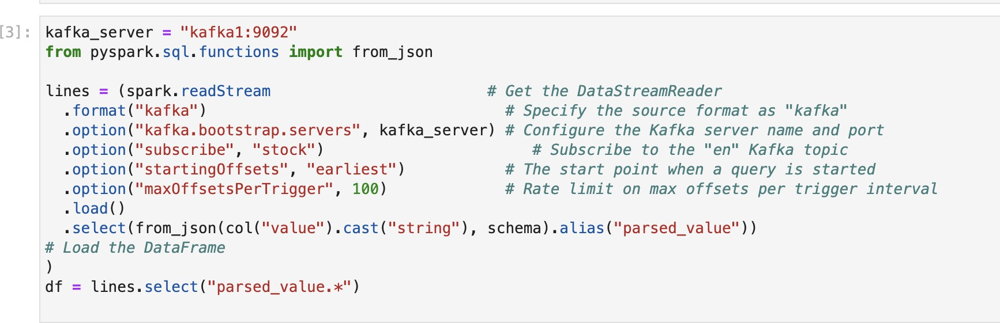 [3]:
kafka_server = "kafka1:9092"
from pyspark.sql.functions import from_json
lines = (spark.readStream # Get the DataStreamReader
.format("kafka") # Specify the source format as "kafka"
.option("kafka.bootstrap.servers", kafka_server) # Configure the Kafka server name and port
.option("subscribe", "stock") # Subscribe to the "en" Kafka topic
.option("startingOffsets", "earliest") # The start point when a query is started
.option("maxOffsetsPerTrigger", 100) # Rate limit on max offsets per trigger interval
.load()
.select(from_json(col("value").cast("string"), schema).alias("parsed_value"))
# Load the DataFrame
)
df = lines.select("parsed_value.*")